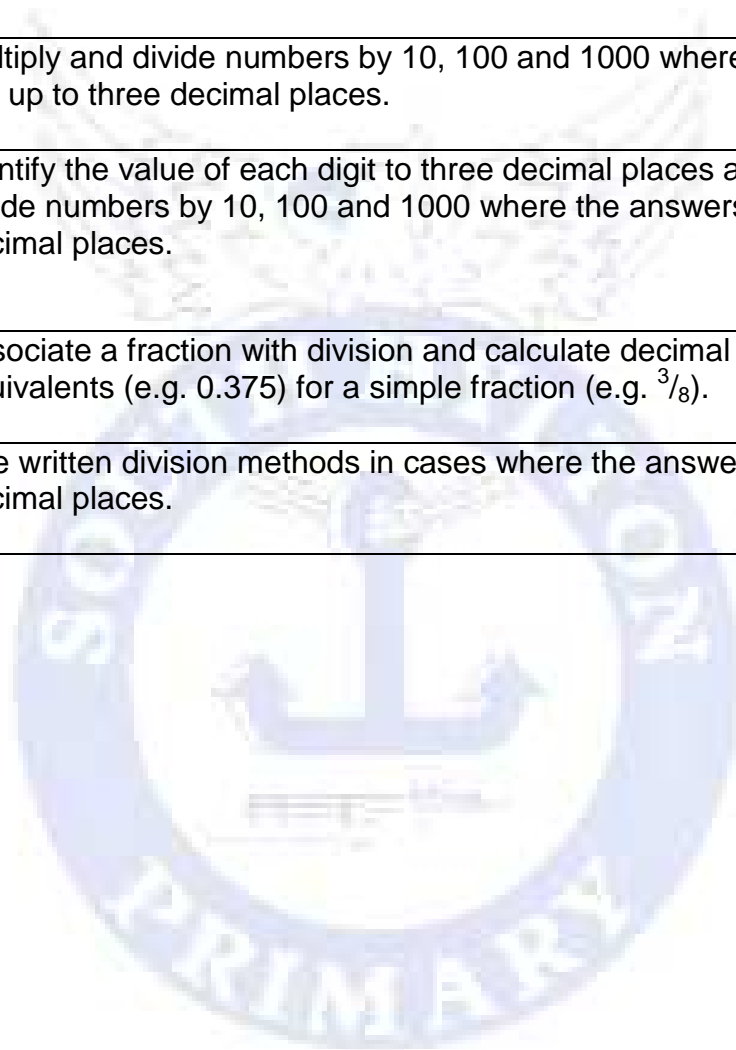 ltiply and divide numbers by 10, 100 and 1000 where
up to three decimal places.
ntify the value of each digit to three decimal places a
de numbers by 10, 100 and 1000 where the answers
cimal places.
sociate a fraction with division and calculate decimal
uivalents (e.g. 0.375) for a simple fraction (e.g. 3/8).
e written division methods in cases where the answe
cimal places.
SOUTH
ON
PRIMARY